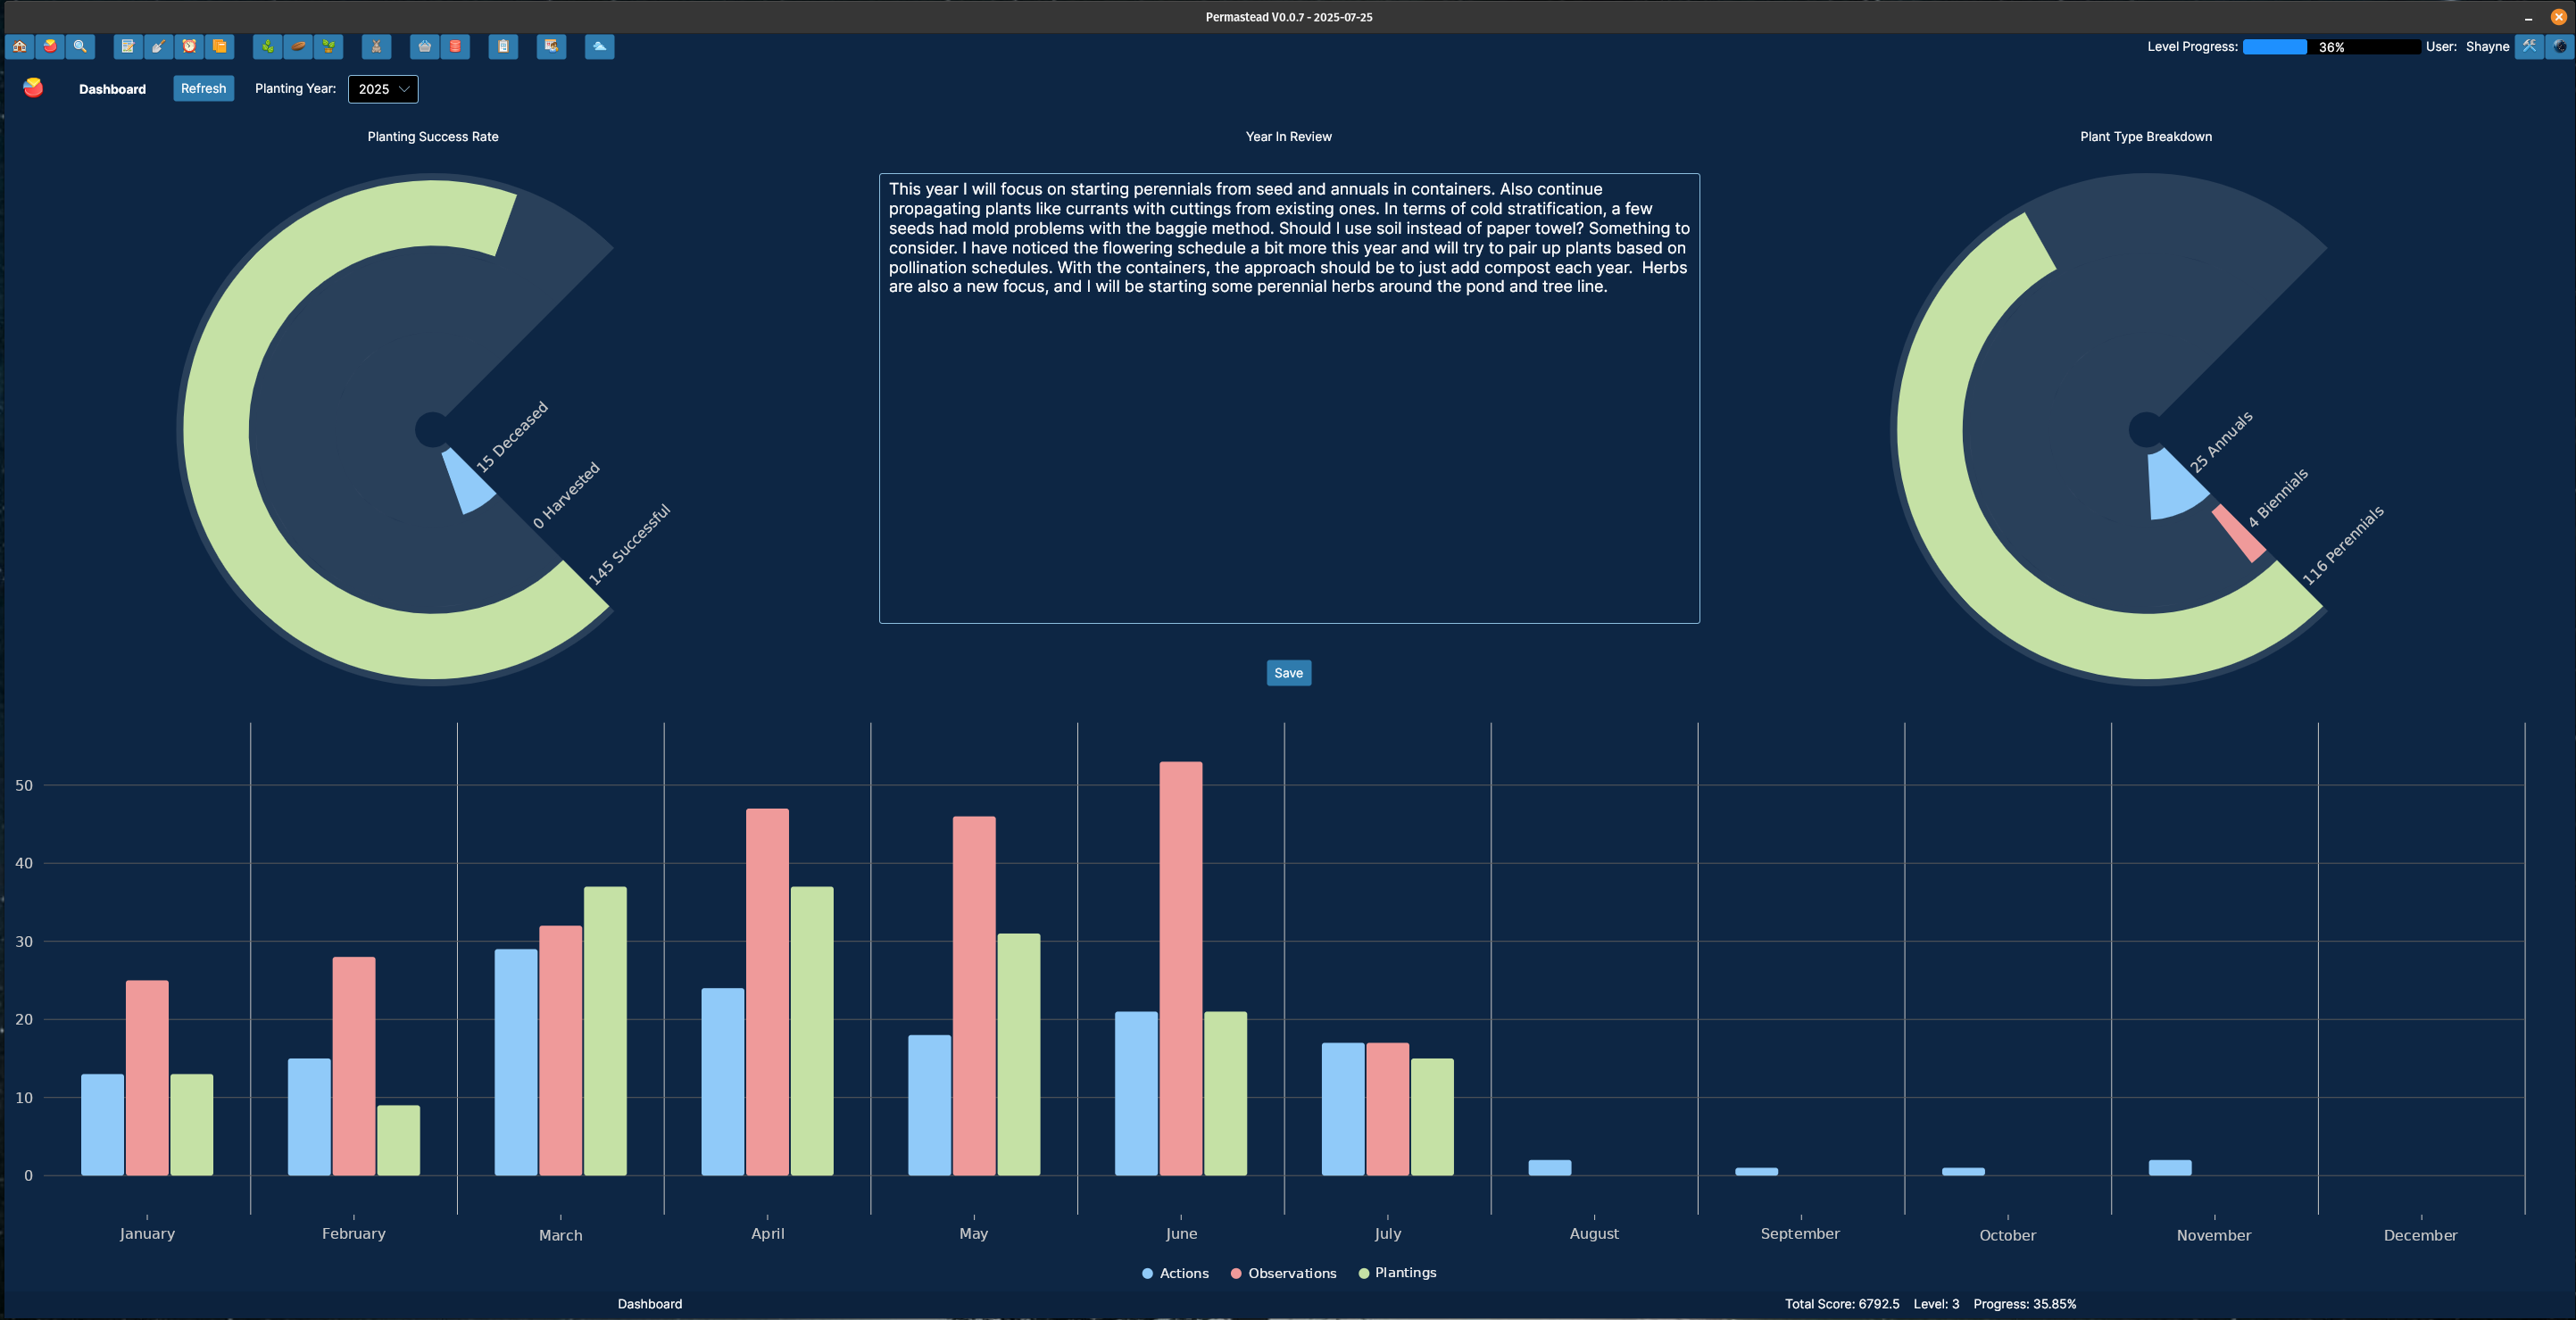 Permastead V0.0.7 - 2025-07-25
Level Progress: 36% User: Shayne
Dashboard Refresh Planting Year: 2025
Planting Success Rate
15 Deceased
0 Harvested
145 Successful
Year In Review
This year I will focus on starting perennials from seed and annuals in containers. Also continue
propagating plants like currants with cuttings from existing ones. In terms of cold stratification, a few
seeds had mold problems with the baggie method. Should I use soil instead of paper towel? Something to
consider. I have noticed the flowering schedule a bit more this year and will try to pair up plants based on
pollination schedules. With the containers, the approach should be to just add compost each year.  Herbs
are also a new focus, and I will be starting some perennial herbs around the pond and tree line.
Save
Plant Type Breakdown
25 Annuals
4 Biennials
116 Perennials
50
40
30
20
10
0
January February March April May June July August September October November December
Actions Observations Plantings
Dashboard Total Score: 6792.5 Level: 3 Progress: 35.85%